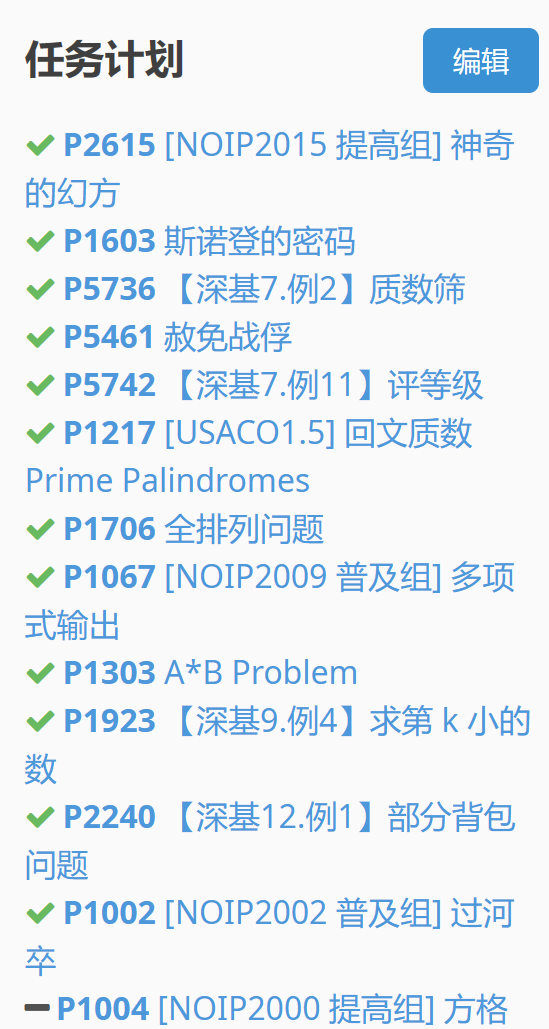 任务计划
编辑
P2615 [NOIP2015 提高组] 神奇
的幻方
P1603 斯诺登的密码
P5736 【深基7.例2】质数筛
P5461 赦免战俘
P5742 【深基7.例11】评等级
P1217 [USACO1.5] 回文质数
Prime Palindromes
P1706 全排列问题
P1067 [NOIP2009 普及组] 多项
式输出
P1303 A*B Problem
P1923 【深基9.例4】求第 k 小的
数
P2240 【深基12.例1】部分背包
问题
P1002 [NOIP2002 普及组] 过河
卒
P1004 [NOIP2000 提高组] 方格